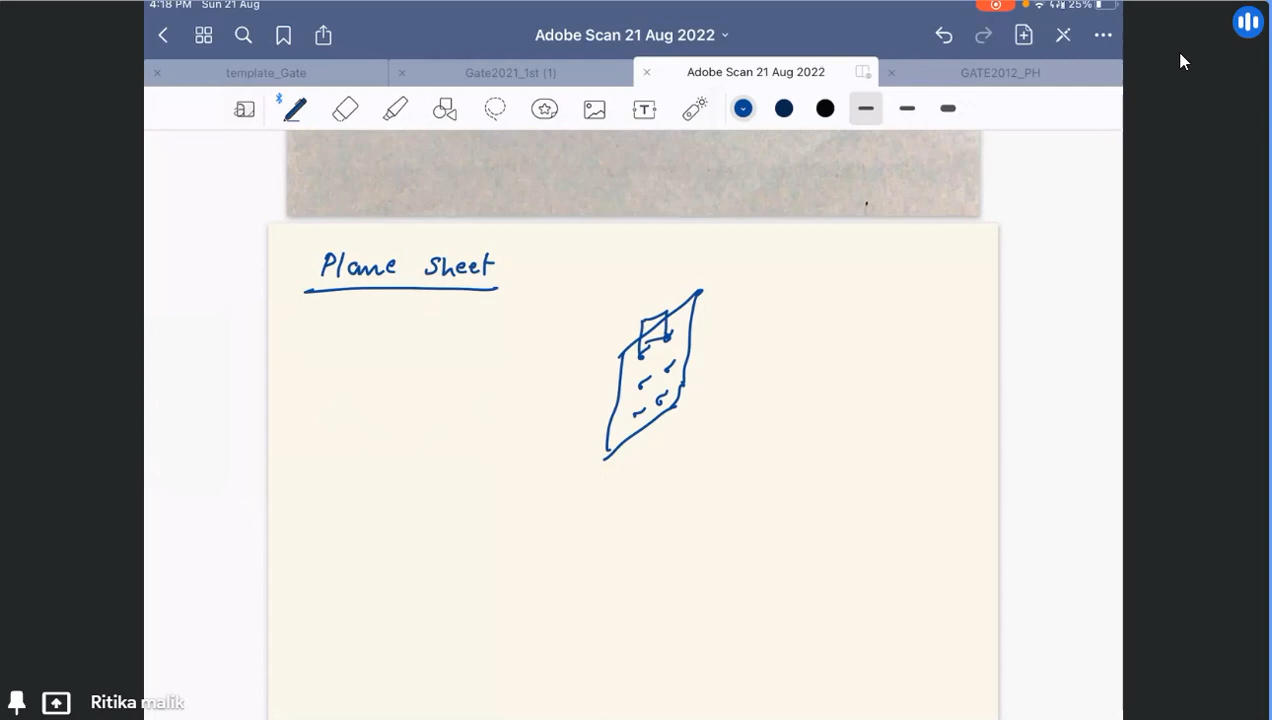 4:18 PM Sun 21 Aug
25%
Adobe Scan 21 Aug 2022
template_Gate
Gate2021_1st (1)
Adobe Scan 21 Aug 2022
GATE2012_PH
T
Plane Sheet
Ritika malik